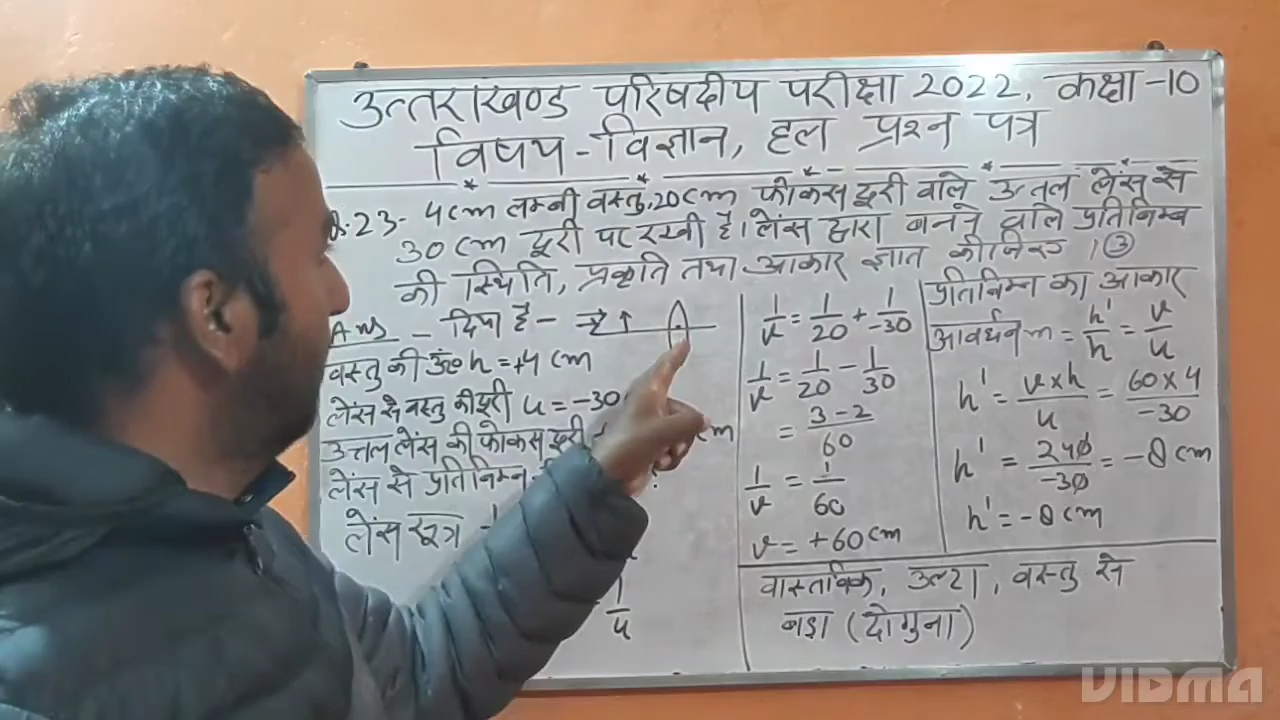 उत्तराखण्ड परिषदीय परीक्षा 2022, कक्षा-10
विषय-विज्ञान, हल प्रश्न पत्र
Q.23- 4cm लम्बी वस्तु, 20cm फोकस दूरी वाले उत्तल लेंस से
30cm दूरी पर रखी है। लेंस द्वारा बनने वाले प्रतिबिम्ब
की स्थिति, प्रकृति तथा आकार ज्ञात कीजिए। ③
Ans - दिया है-
वस्तु की ऊँ० h = +4 cm
लेंस से वस्तु की दूरी u = -30
उत्तल लेंस की फोकस दूरी cm
लेंस से प्रतिबिम्ब ?
लेंस सूत्र
1/u
1/v = 1/20 + 1/-30
1/v = 1/20 - 1/30
= 3-2/60
1/v = 1/60
v = +60cm
प्रतिबिम्ब का आकार
आवर्धन m = h'/h = v/u
h' = v×h/u = 60×4/-30
h' = 240/-30 = -8 cm
h' = -8 cm
वास्तविक, उल्टा, वस्तु से
बड़ा (दोगुना)
VIDMA